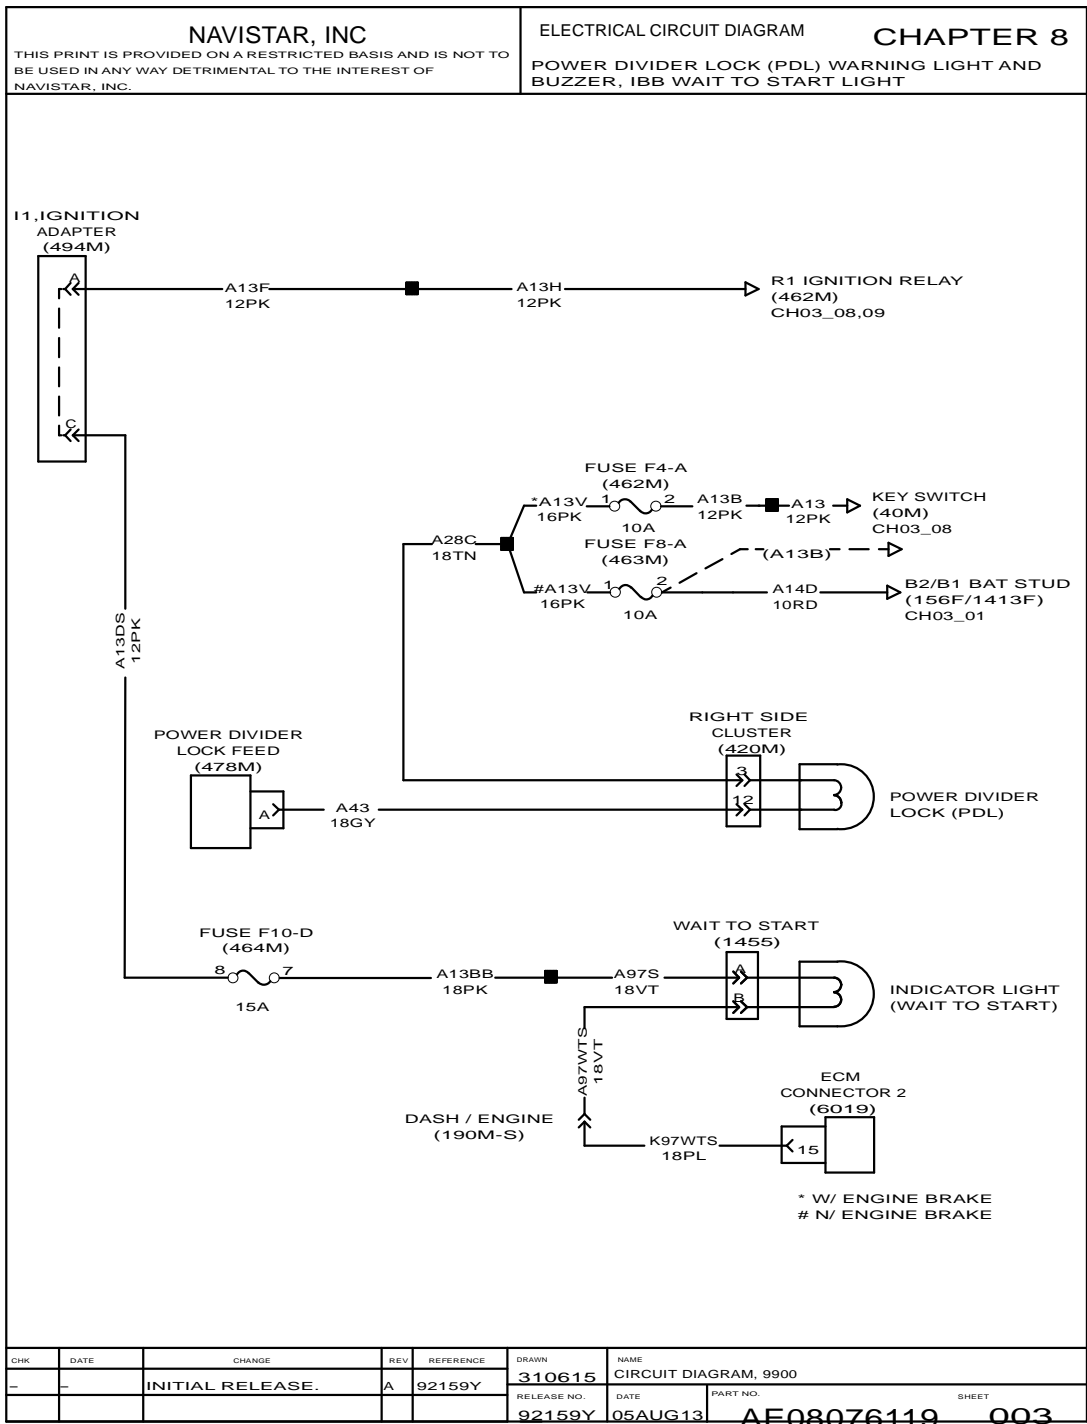 NAVISTAR, INC
THIS PRINT IS PROVIDED ON A RESTRICTED BASIS AND IS NOT TO
BE USED IN ANY WAY DETRIMENTAL TO THE INTEREST OF
NAVISTAR, INC.
ELECTRICAL CIRCUIT DIAGRAM
CHAPTER 8
POWER DIVIDER LOCK (PDL) WARNING LIGHT AND
BUZZER, IBB WAIT TO START LIGHT
I1,IGNITION
ADAPTER
(494M)
A
A13F
12PK
A13H
12PK
R1 IGNITION RELAY
(462M)
CH03_08,09
C
FUSE F4-A
(462M)
*A13V
16PK
1
2
10A
A13B
12PK
A13
12PK
KEY SWITCH
(40M)
CH03_08
A28C
18TN
FUSE F8-A
(463M)
(A13B)
#A13V
16PK
1
2
10A
A14D
10RD
B2/B1 BAT STUD
(156F/1413F)
CH03_01
A13DS
12PK
POWER DIVIDER
LOCK FEED
(478M)
A
A43
18GY
RIGHT SIDE
CLUSTER
(420M)
3
12
POWER DIVIDER
LOCK (PDL)
FUSE F10-D
(464M)
8
7
15A
A13BB
18PK
A97S
18VT
WAIT TO START
(1455)
A
B
INDICATOR LIGHT
(WAIT TO START)
A97WTS
18VT
DASH / ENGINE
(190M-S)
K97WTS
18PL
ECM
CONNECTOR 2
(6019)
15
* W/ ENGINE BRAKE
# N/ ENGINE BRAKE
CHK DATE CHANGE REV REFERENCE
– – INITIAL RELEASE. A 92159Y
DRAWN
310615
NAME
CIRCUIT DIAGRAM, 9900
RELEASE NO.
92159Y
DATE
05AUG13
PART NO.
AF08076119
SHEET
003